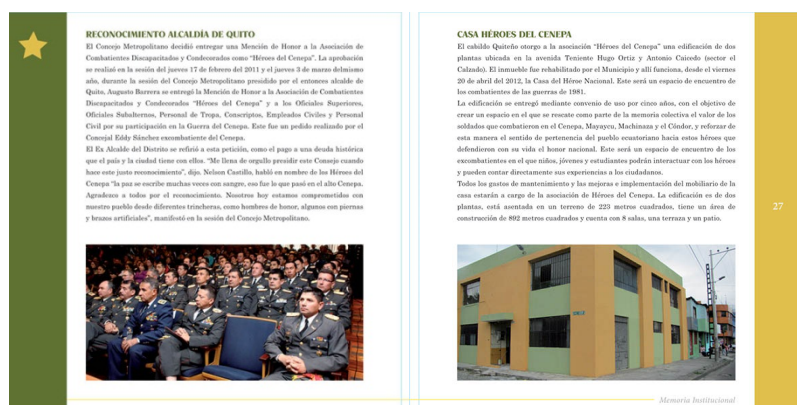 RECONOCIMIENTO ALCALDÍA DE QUITO
El Concejo Metropolitano decidió entregar una Mención de Honor a la Asociación de
Combatientes Discapacitados y Condecorados como “Héroes del Cenepa”. La aprobación
se realizó en la sesión del jueves 17 de febrero del 2011 y el jueves 3 de marzo delmismo
año, durante la sesión del Concejo Metropolitano presidido por el entonces alcalde de
Quito, Augusto Barrera se entregó la Mención de Honor a la Asociación de Combatientes
Discapacitados y Condecorados “Héroes del Cenepa” y a los Oficiales Superiores,
Oficiales Subalternos, Personal de Tropa, Conscriptos, Empleados Civiles y Personal
Civil por su participación en la Guerra del Cenepa. Este fue un pedido realizado por el
Concejal Eddy Sánchez excombatiente del Cenepa.
El Ex Alcalde del Distrito se refirió a esta petición, como el pago a una deuda histórica
que el país y la ciudad tiene con ellos. “Me llena de orgullo presidir este Consejo cuando
hace este justo reconocimiento”, dijo. Nelson Castillo, habló en nombre de los Héroes del
Cenepa “la paz se escribe muchas veces con sangre, eso fue lo que pasó en el alto Cenepa.
Agradezco a todos por el reconocimiento. Nosotros hoy estamos comprometidos con
nuestro pueblo desde diferentes trincheras, como hombres de honor, algunos con piernas
y brazos artificiales”, manifestó en la sesión del Concejo Metropolitano.
CASA HÉROES DEL CENEPA
El cabildo Quiteño otorgo a la asociación “Héroes del Cenepa” una edificación de dos
plantas ubicada en la avenida Teniente Hugo Ortiz y Antonio Caicedo (sector el
Calzado). El inmueble fue rehabilitado por el Municipio y allí funciona, desde el viernes
20 de abril del 2012, la Casa del Héroe Nacional. Este será un espacio de encuentro de
los combatientes de las guerras de 1981.
La edificación se entregó mediante convenio de uso por cinco años, con el objetivo de
crear un espacio en el que se rescate como parte de la memoria colectiva el valor de los
soldados que combatieron en el Cenepa, Mayaycu, Machinaza y el Cóndor, y reforzar de
esta manera el sentido de pertenencia del pueblo ecuatoriano hacia estos héroes que
defendieron con su vida el honor nacional. Este será un espacio de encuentro de los
excombatientes en el que niños, jóvenes y estudiantes podrán interactuar con los héroes
y pueden contar directamente sus experiencias a los ciudadanos.
Todos los gastos de mantenimiento y las mejoras e implementación del mobiliario de la
casa estarán a cargo de la asociación de Héroes del Cenepa. La edificación es de dos
plantas, está asentada en un terreno de 223 metros cuadrados, tiene un área de
construcción de 892 metros cuadrados y cuenta con 8 salas, una terraza y un patio.
27
Memoria Institucional